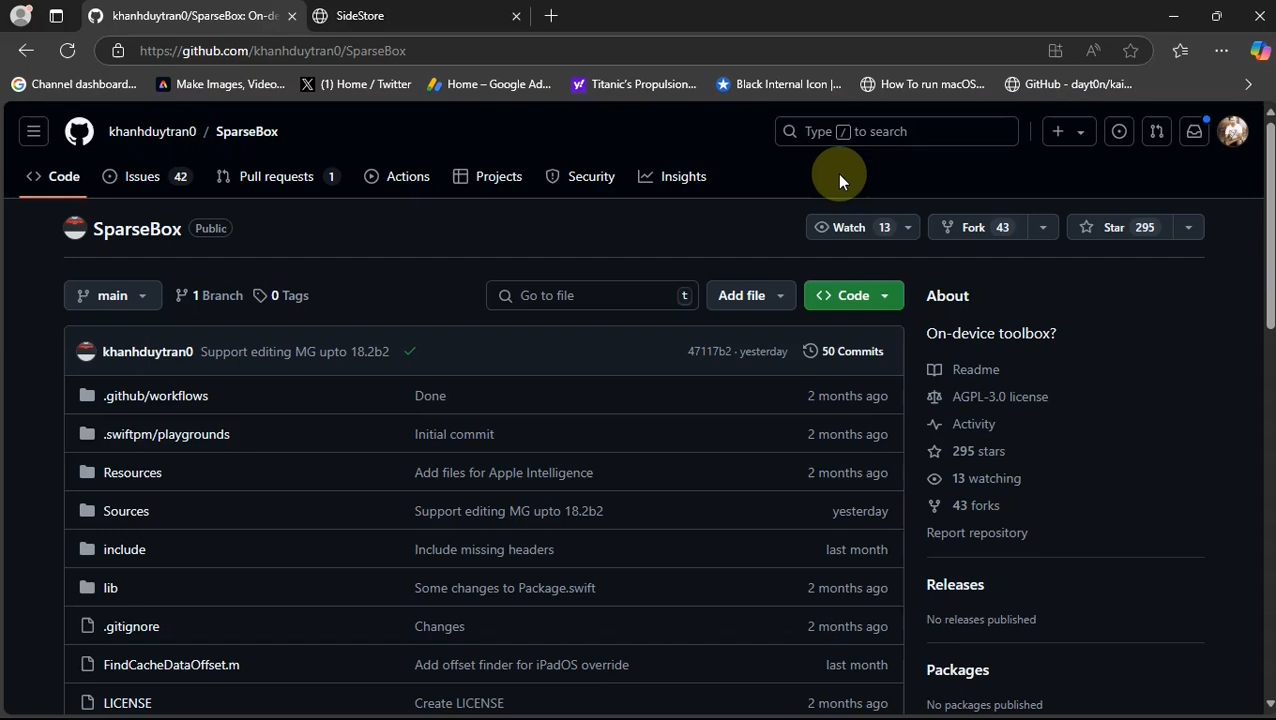 khanhduytran0/SparseBox: On-de
SideStore
https://github.com/khanhduytran0/SparseBox
Channel dashboard...
Make Images, Video...
(1) Home / Twitter
Home – Google Ad...
Titanic's Propulsion...
Black Internal Icon |...
How To run macOS...
GitHub - dayt0n/kai...
khanhduytran0 / SparseBox
Type / to search
Code
Issues 42
Pull requests 1
Actions
Projects
Security
Insights
SparseBox Public
Watch 13
Fork 43
Star 295
main
1 Branch
0 Tags
Go to file t
Add file
Code
khanhduytran0 Support editing MG upto 18.2b2
47117b2 · yesterday
50 Commits
.github/workflows Done 2 months ago
.swiftpm/playgrounds Initial commit 2 months ago
Resources Add files for Apple Intelligence 2 months ago
Sources Support editing MG upto 18.2b2 yesterday
include Include missing headers last month
lib Some changes to Package.swift 2 months ago
.gitignore Changes 2 months ago
FindCacheDataOffset.m Add offset finder for iPadOS override last month
LICENSE Create LICENSE 2 months ago
About
On-device toolbox?
Readme
AGPL-3.0 license
Activity
295 stars
13 watching
43 forks
Report repository
Releases
No releases published
Packages
No packages published